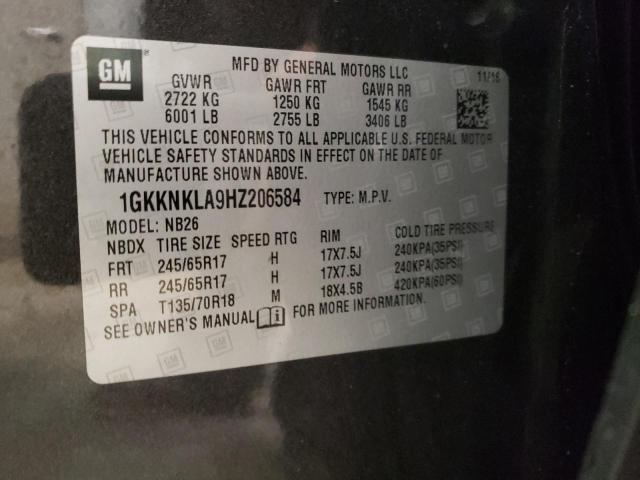 GM
MFD BY GENERAL MOTORS LLC
11/16
GVWR GAWR FRT GAWR RR
2722 KG 1250 KG 1545 KG
6001 LB 2755 LB 3406 LB
THIS VEHICLE CONFORMS TO ALL APPLICABLE U.S. FEDERAL MOTOR
VEHICLE SAFETY STANDARDS IN EFFECT ON THE DATE OF
MANUFACTURE SHOWN ABOVE.
1GKKNKLA9HZ206584 TYPE: M.P.V.
MODEL: NB26
NBDX TIRE SIZE SPEED RTG RIM COLD TIRE PRESSURE
FRT 245/65R17 H 17X7.5J 240KPA(35PSI)
RR 245/65R17 H 17X7.5J 240KPA(35PSI)
SPA T135/70R18 M 18X4.5B 420KPA(60PSI)
SEE OWNER'S MANUAL i FOR MORE INFORMATION.